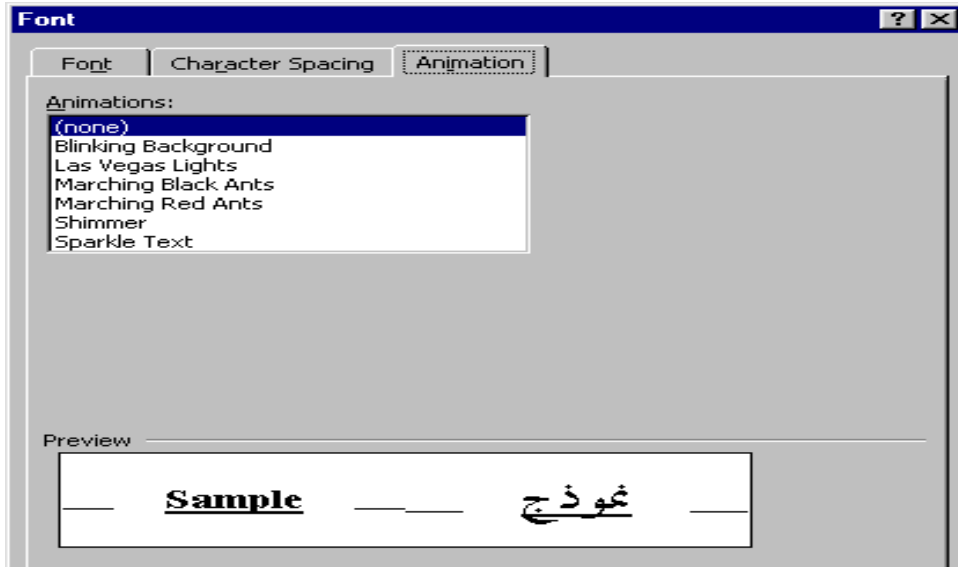 Font
Font Character Spacing Animation
Animations:
(none)
Blinking Background
Las Vegas Lights
Marching Black Ants
Marching Red Ants
Shimmer
Sparkle Text
Preview
Sample نموذج